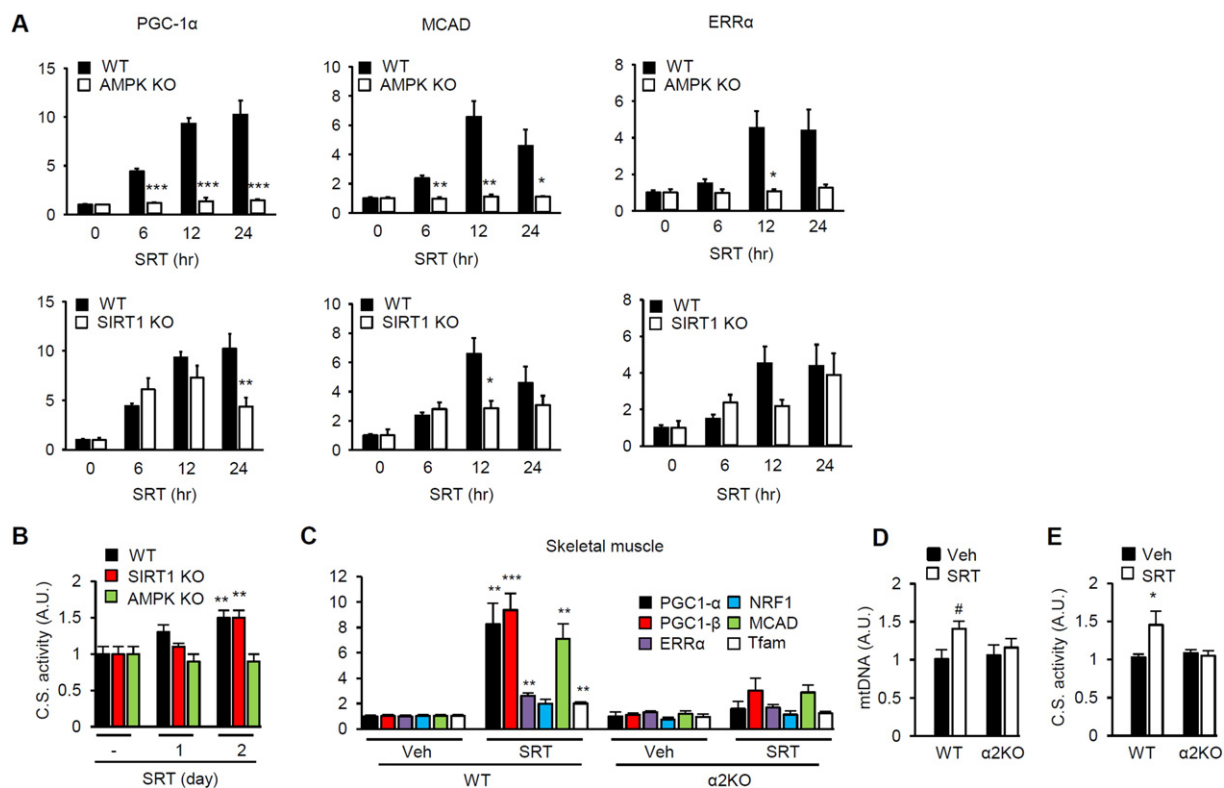 A
PGC-1α
MCAD
ERRα
WT
AMPK KO
15
10
5
0
***
***
***
0 6 12 24
SRT (hr)
WT
AMPK KO
10
8
6
4
2
0
**
**
*
0 6 12 24
SRT (hr)
WT
AMPK KO
8
6
4
2
0
*
0 6 12 24
SRT (hr)
WT
SIRT1 KO
15
10
5
0
**
0 6 12 24
SRT (hr)
WT
SIRT1 KO
10
8
6
4
2
0
*
0 6 12 24
SRT (hr)
WT
SIRT1 KO
8
6
4
2
0
0 6 12 24
SRT (hr)
B
WT
SIRT1 KO
AMPK KO
C.S. activity (A.U.)
2
1.5
1
0.5
0
** **
- 1 2
SRT (day)
C
Skeletal muscle
12
10
8
6
4
2
0
** *** ** ** **
PGC1-α NRF1
PGC1-β MCAD
ERRα Tfam
Veh SRT Veh SRT
WT α2KO
D
Veh
SRT
mtDNA (A.U.)
2
1.5
1
0.5
0
#
WT α2KO
E
Veh
SRT
C.S. activity (A.U.)
2
1.5
1
0.5
0
*
WT α2KO